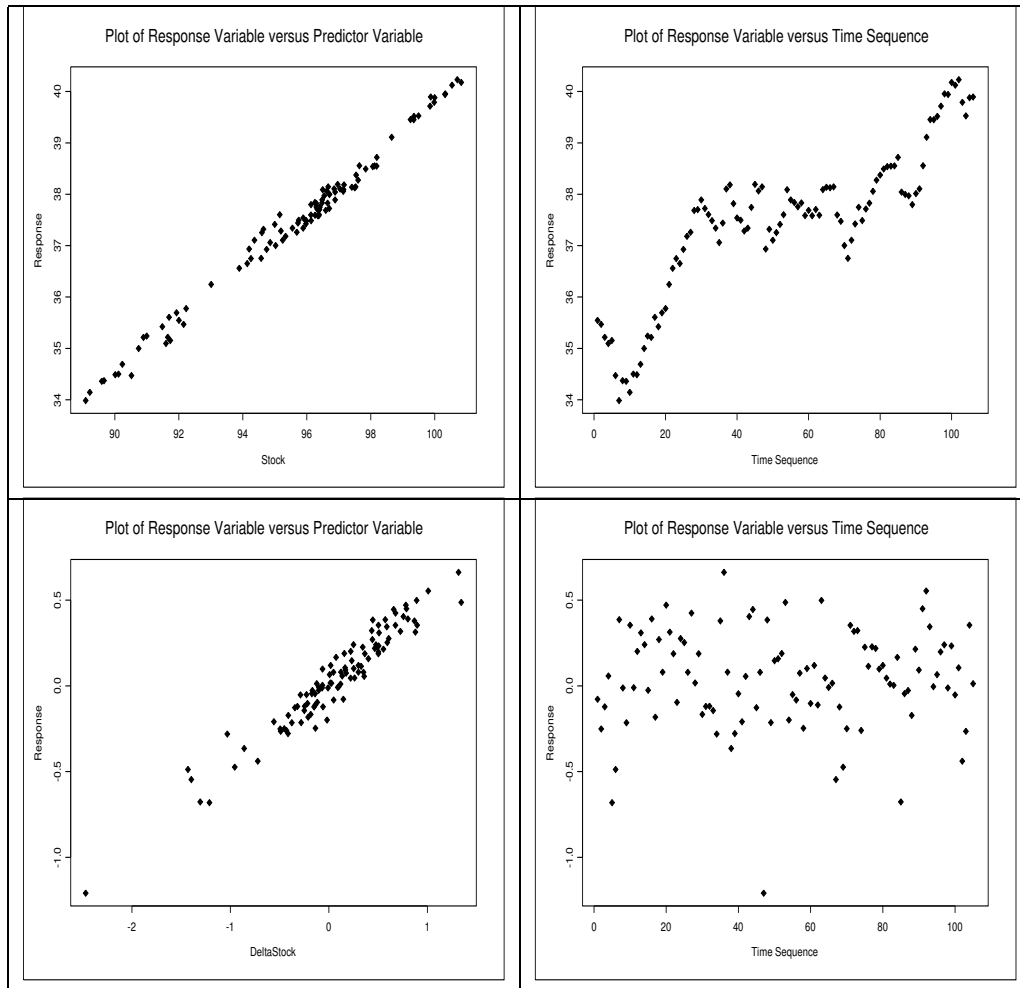 Plot of Response Variable versus Predictor Variable
Response
40
39
38
37
36
35
34
90 92 94 96 98 100
Stock
Plot of Response Variable versus Time Sequence
Response
40
39
38
37
36
35
34
0 20 40 60 80 100
Time Sequence
Plot of Response Variable versus Predictor Variable
Response
0.5
0.0
-0.5
-1.0
-2 -1 0 1
DeltaStock
Plot of Response Variable versus Time Sequence
Response
0.5
0.0
-0.5
-1.0
0 20 40 60 80 100
Time Sequence